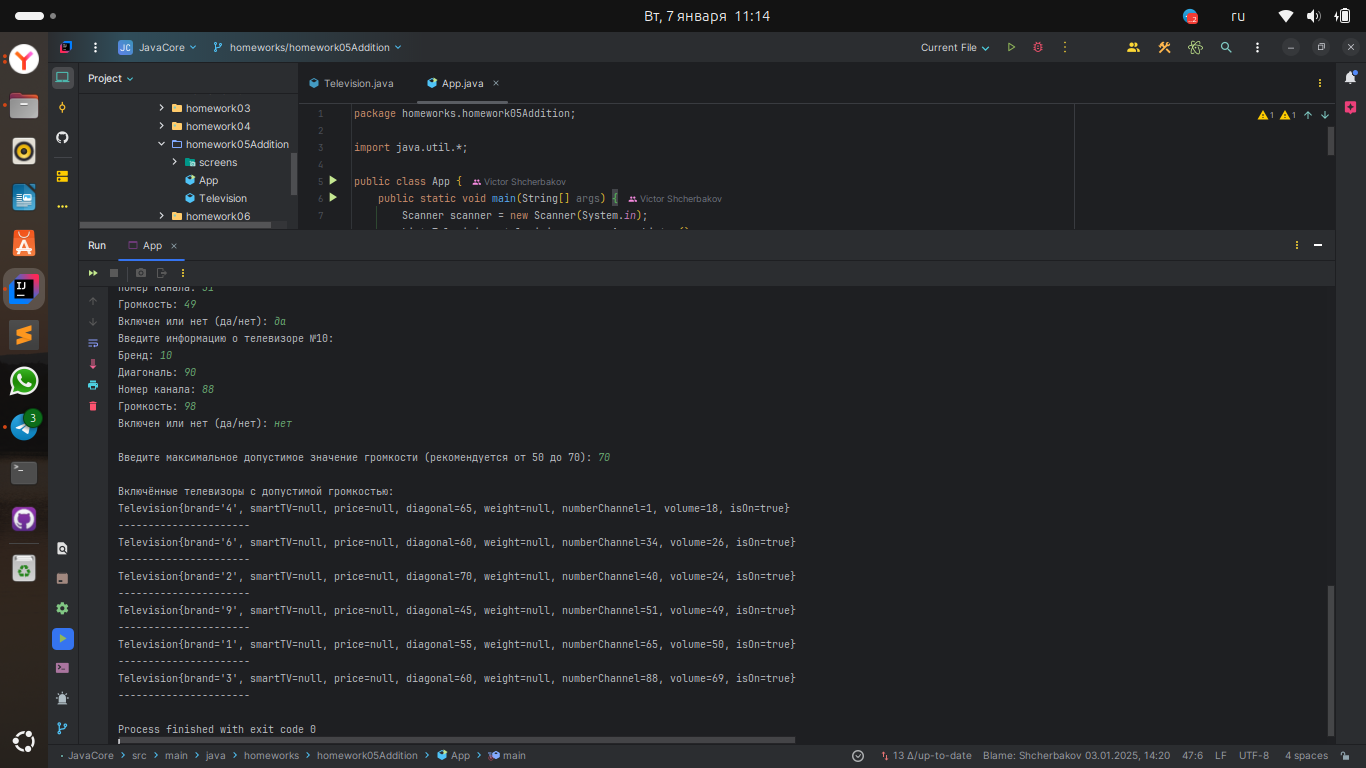 Вт, 7 января 11:14
ru
JC JavaCore homeworks/homework05Addition Current File
Project
Television.java App.java
homework03
homework04
homework05Addition
screens
App
Television
homework06
1 package homeworks.homework05Addition;
2
3 import java.util.*;
4
5 public class App { Victor Shcherbakov
6 public static void main(String[] args) { Victor Shcherbakov
7 Scanner scanner = new Scanner(System.in);
1 1
Run App
Номер канала: 51
Громкость: 49
Включен или нет (да/нет): да
Введите информацию о телевизоре №10:
Бренд: 10
Диагональ: 90
Номер канала: 88
Громкость: 98
Включен или нет (да/нет): нет
Введите максимальное допустимое значение громкости (рекомендуется от 50 до 70): 70
Включённые телевизоры с допустимой громкостью:
Television{brand='4', smartTV=null, price=null, diagonal=65, weight=null, numberChannel=1, volume=18, isOn=true}
----------------------
Television{brand='6', smartTV=null, price=null, diagonal=60, weight=null, numberChannel=34, volume=26, isOn=true}
----------------------
Television{brand='2', smartTV=null, price=null, diagonal=70, weight=null, numberChannel=40, volume=24, isOn=true}
----------------------
Television{brand='9', smartTV=null, price=null, diagonal=45, weight=null, numberChannel=51, volume=49, isOn=true}
----------------------
Television{brand='1', smartTV=null, price=null, diagonal=55, weight=null, numberChannel=65, volume=50, isOn=true}
----------------------
Television{brand='3', smartTV=null, price=null, diagonal=60, weight=null, numberChannel=88, volume=69, isOn=true}
----------------------
Process finished with exit code 0
3
JavaCore > src > main > java > homeworks > homework05Addition > App > main
13 Δ/up-to-date Blame: Shcherbakov 03.01.2025, 14:20 47:6 LF UTF-8 4 spaces